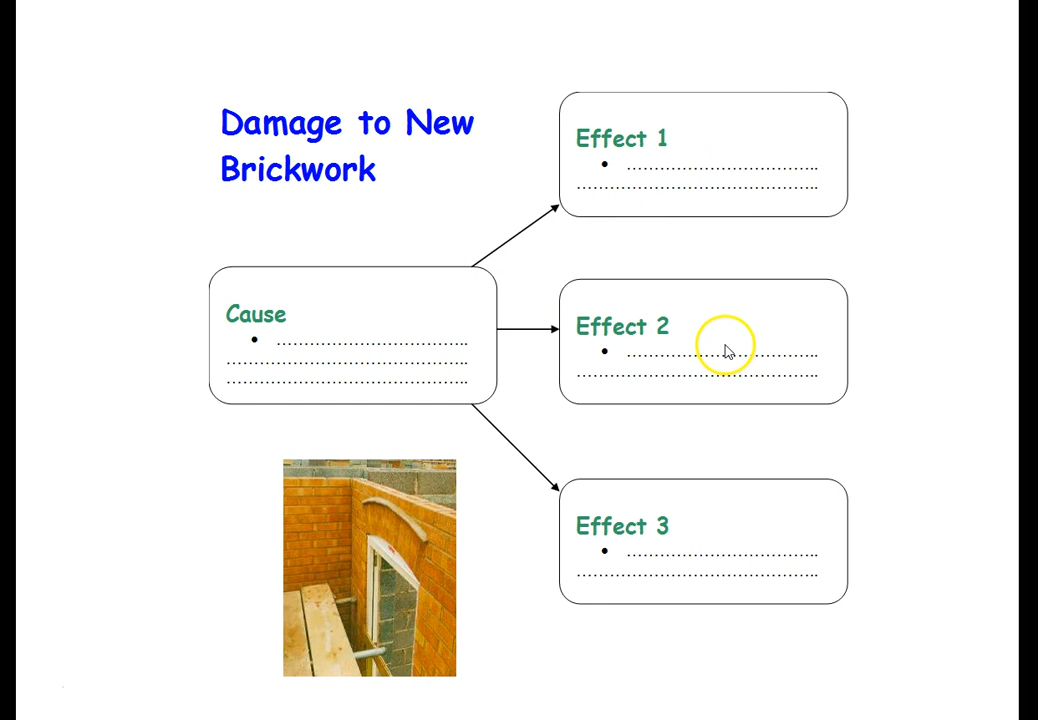 Damage to New
Brickwork
Effect 1
• ………………………………..
……………………………………..
Cause
• ………………………………..
……………………………………..
……………………………………..
Effect 2
• ………………………………..
……………………………………..
Effect 3
• ………………………………..
……………………………………..